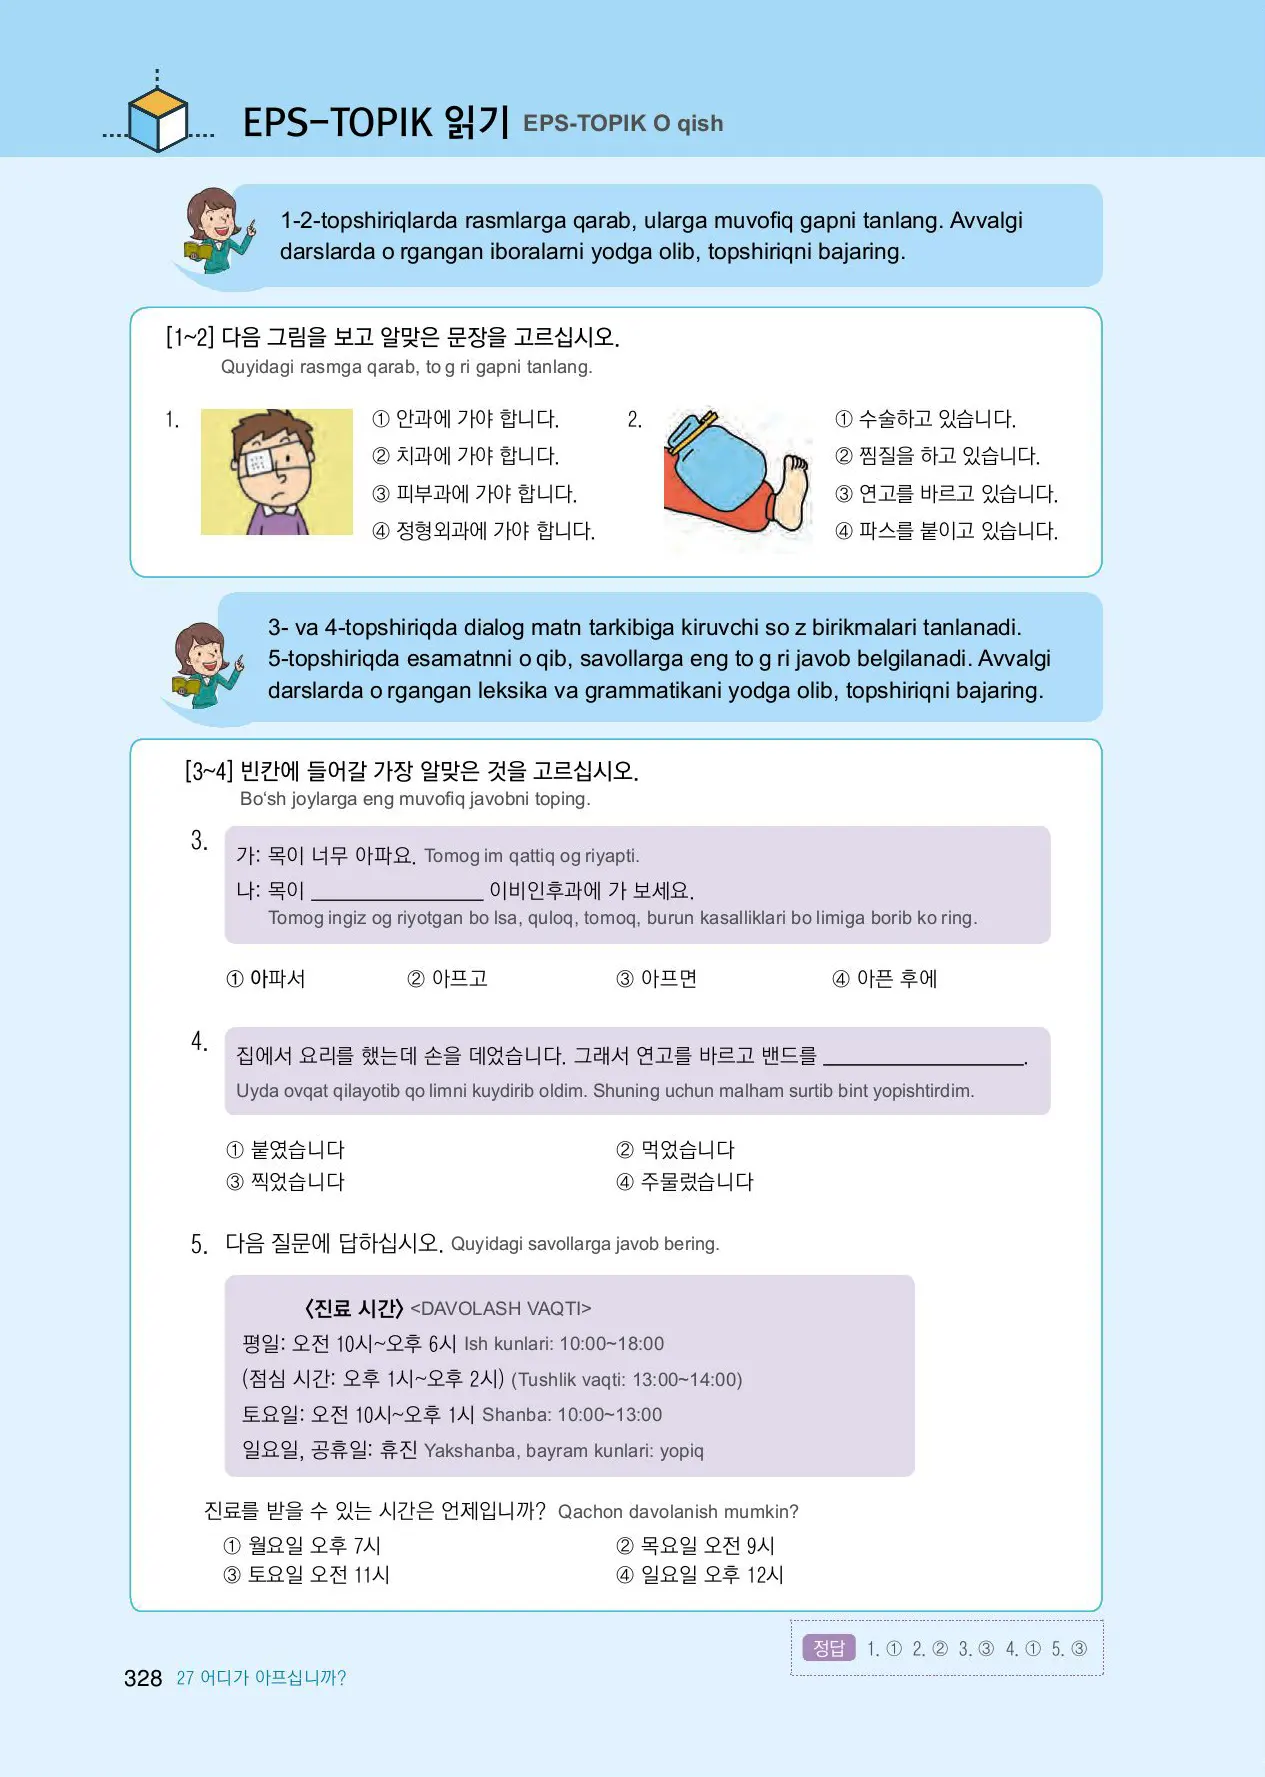 EPS-TOPIK 읽기 EPS-TOPIK O qish
1-2-topshiriqlarda rasmlarga qarab, ularga muvofiq gapni tanlang. Avvalgi
darslarda o rgangan iboralarni yodga olib, topshiriqni bajaring.
[1~2] 다음 그림을 보고 알맞은 문장을 고르십시오.
Quyidagi rasmga qarab, to g ri gapni tanlang.
1.
① 안과에 가야 합니다.
② 치과에 가야 합니다.
③ 피부과에 가야 합니다.
④ 정형외과에 가야 합니다.
2.
① 수술하고 있습니다.
② 찜질을 하고 있습니다.
③ 연고를 바르고 있습니다.
④ 파스를 붙이고 있습니다.
3- va 4-topshiriqda dialog matn tarkibiga kiruvchi so z birikmalari tanlanadi.
5-topshiriqda esamatnni o qib, savollarga eng to g ri javob belgilanadi. Avvalgi
darslarda o rgangan leksika va grammatikani yodga olib, topshiriqni bajaring.
[3~4] 빈칸에 들어갈 가장 알맞은 것을 고르십시오.
Bo‘sh joylarga eng muvofiq javobni toping.
3.
가: 목이 너무 아파요. Tomog im qattiq og riyapti.
나: 목이 ________________ 이비인후과에 가 보세요.
Tomog ingiz og riyotgan bo lsa, quloq, tomoq, burun kasalliklari bo limiga borib ko ring.
① 아파서 ② 아프고 ③ 아프면 ④ 아픈 후에
4.
집에서 요리를 했는데 손을 데었습니다. 그래서 연고를 바르고 밴드를 ___________________.
Uyda ovqat qilayotib qo limni kuydirib oldim. Shuning uchun malham surtib bint yopishtirdim.
① 붙였습니다 ② 먹었습니다
③ 찍었습니다 ④ 주물렀습니다
5. 다음 질문에 답하십시오. Quyidagi savollarga javob bering.
〈진료 시간〉 <DAVOLASH VAQTI>
평일: 오전 10시~오후 6시 Ish kunlari: 10:00~18:00
(점심 시간: 오후 1시~오후 2시) (Tushlik vaqti: 13:00~14:00)
토요일: 오전 10시~오후 1시 Shanba: 10:00~13:00
일요일, 공휴일: 휴진 Yakshanba, bayram kunlari: yopiq
진료를 받을 수 있는 시간은 언제입니까? Qachon davolanish mumkin?
① 월요일 오후 7시 ② 목요일 오전 9시
③ 토요일 오전 11시 ④ 일요일 오후 12시
정답 1. ① 2. ② 3. ③ 4. ① 5. ③
328 27 어디가 아프십니까?